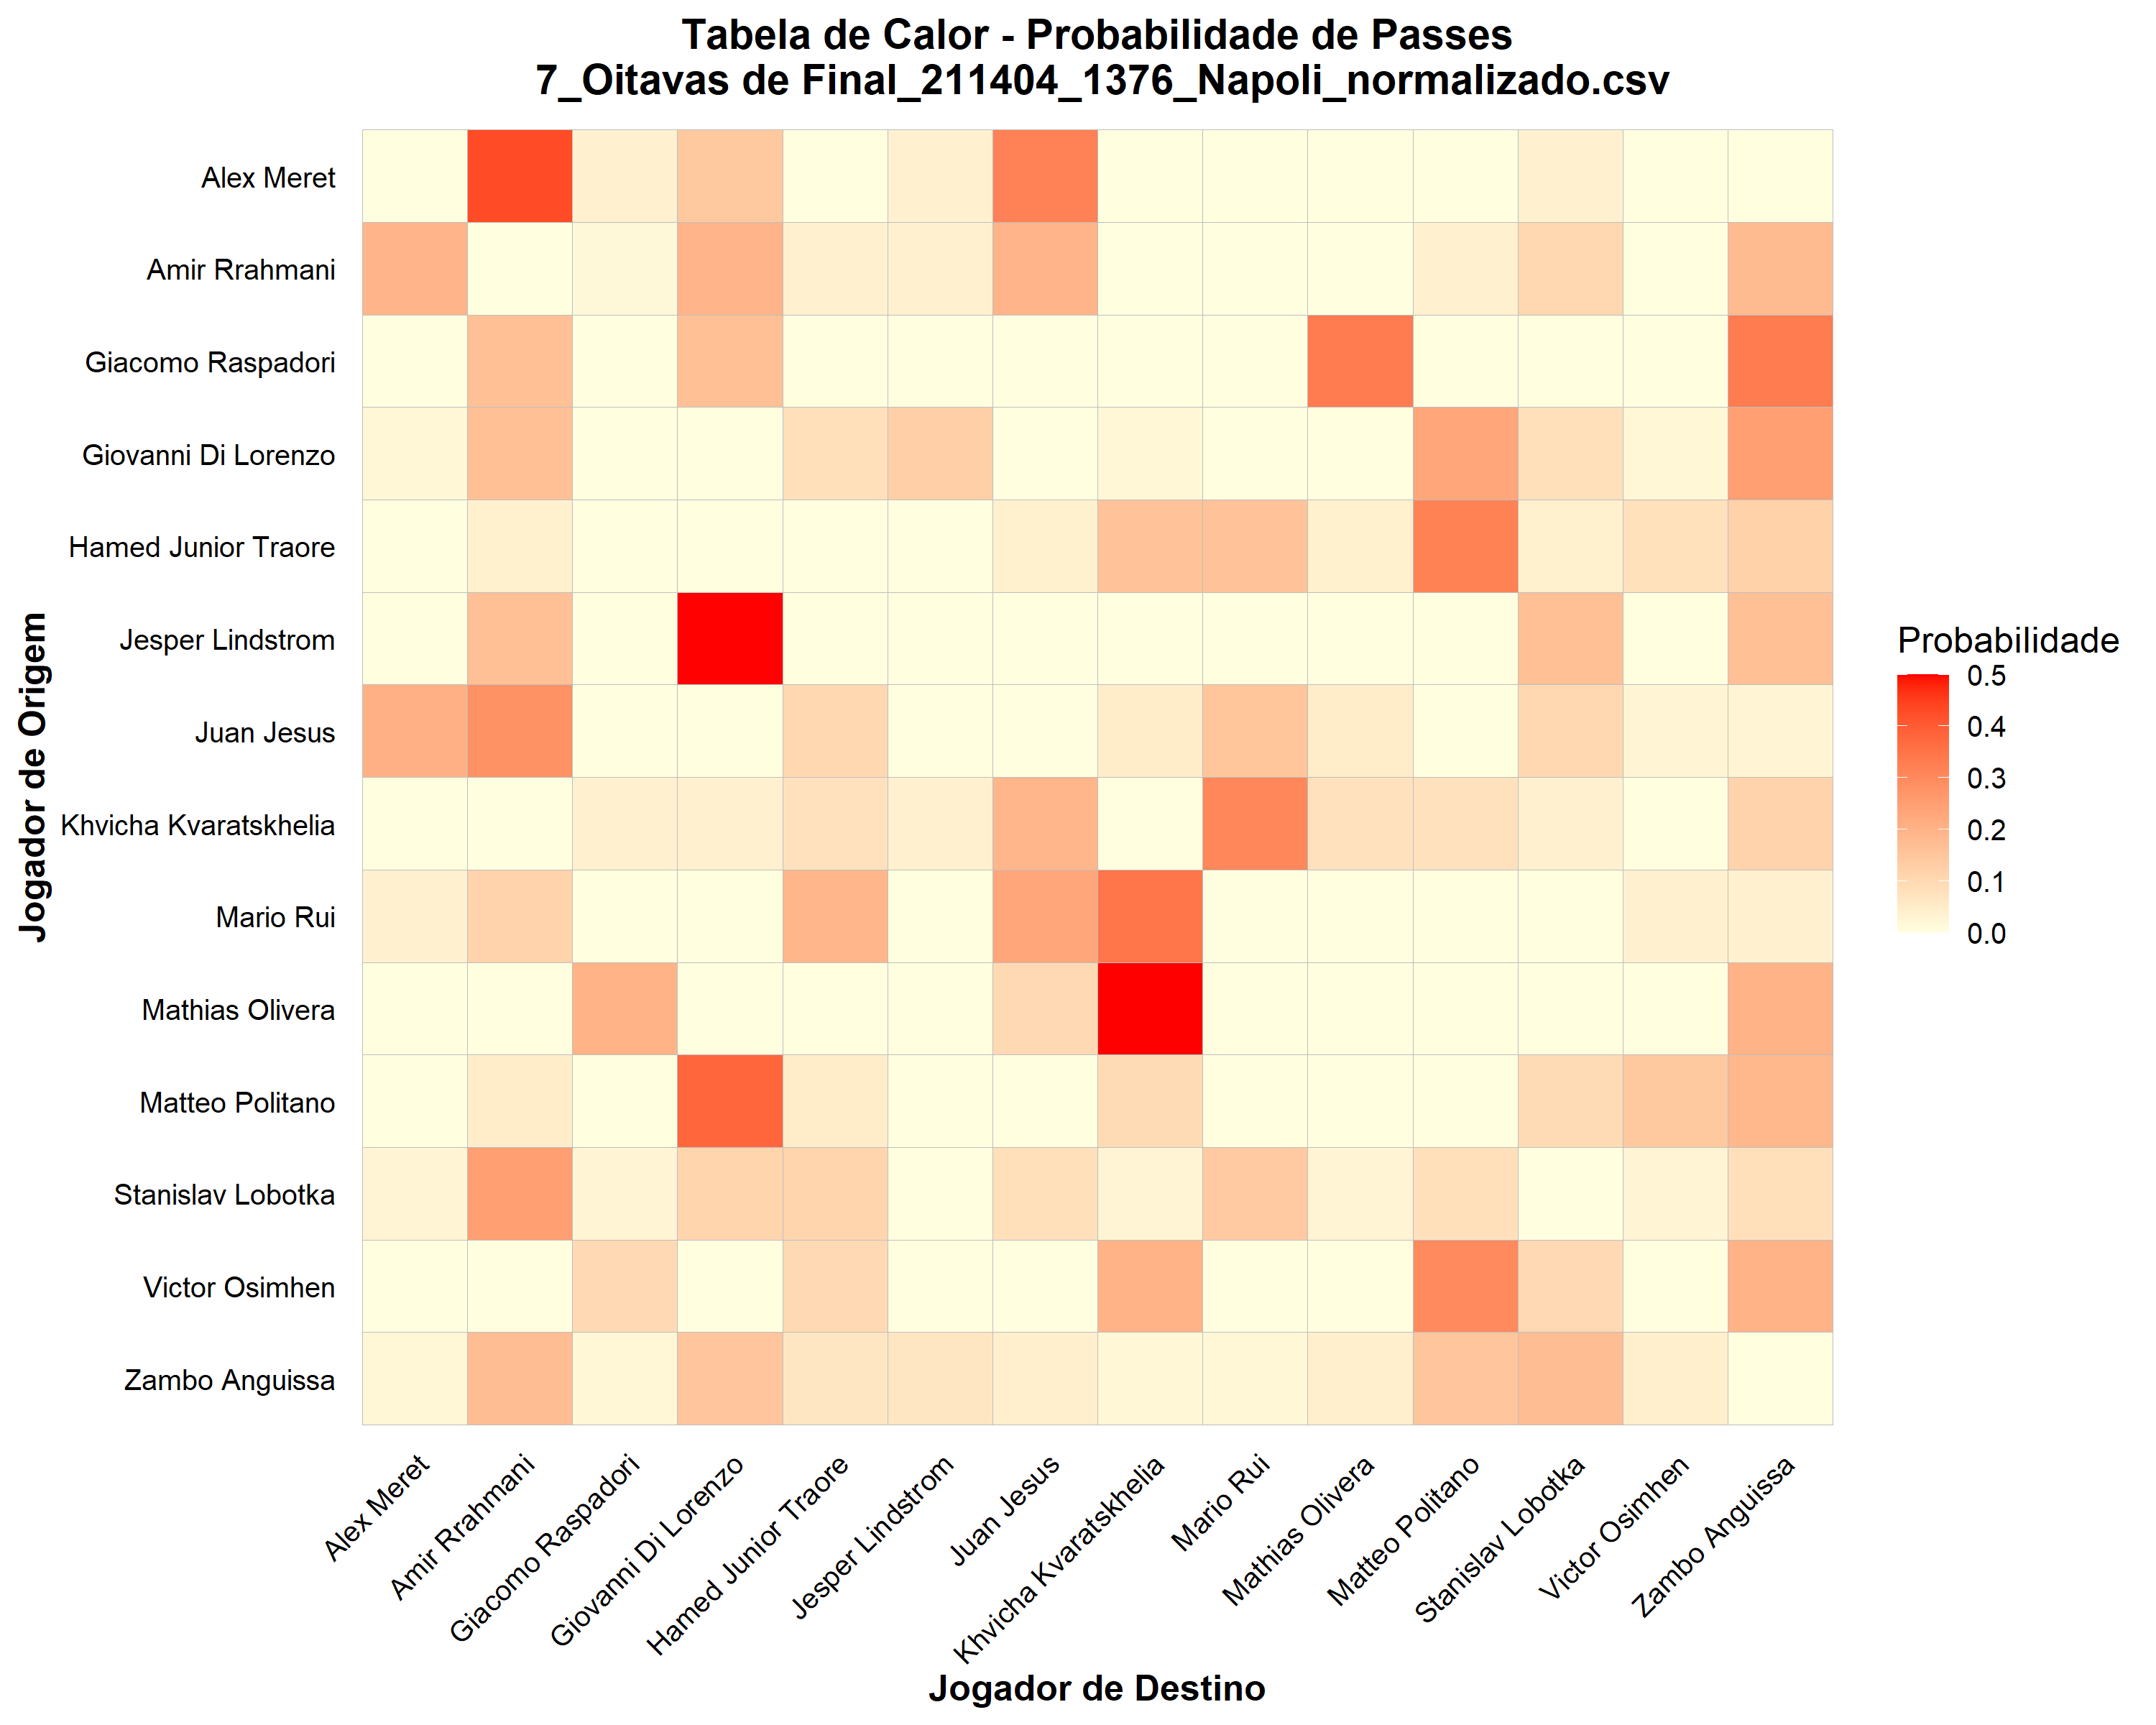 Tabela de Calor - Probabilidade de Passes
7_Oitavas de Final_211404_1376_Napoli_normalizado.csv
Jogador de Origem
Alex Meret
Amir Rrahmani
Giacomo Raspadori
Giovanni Di Lorenzo
Hamed Junior Traore
Jesper Lindstrom
Juan Jesus
Khvicha Kvaratskhelia
Mario Rui
Mathias Olivera
Matteo Politano
Stanislav Lobotka
Victor Osimhen
Zambo Anguissa
Alex Meret
Amir Rrahmani
Giacomo Raspadori
Giovanni Di Lorenzo
Hamed Junior Traore
Jesper Lindstrom
Juan Jesus
Khvicha Kvaratskhelia
Mario Rui
Mathias Olivera
Matteo Politano
Stanislav Lobotka
Victor Osimhen
Zambo Anguissa
Jogador de Destino
Probabilidade
0.5
0.4
0.3
0.2
0.1
0.0